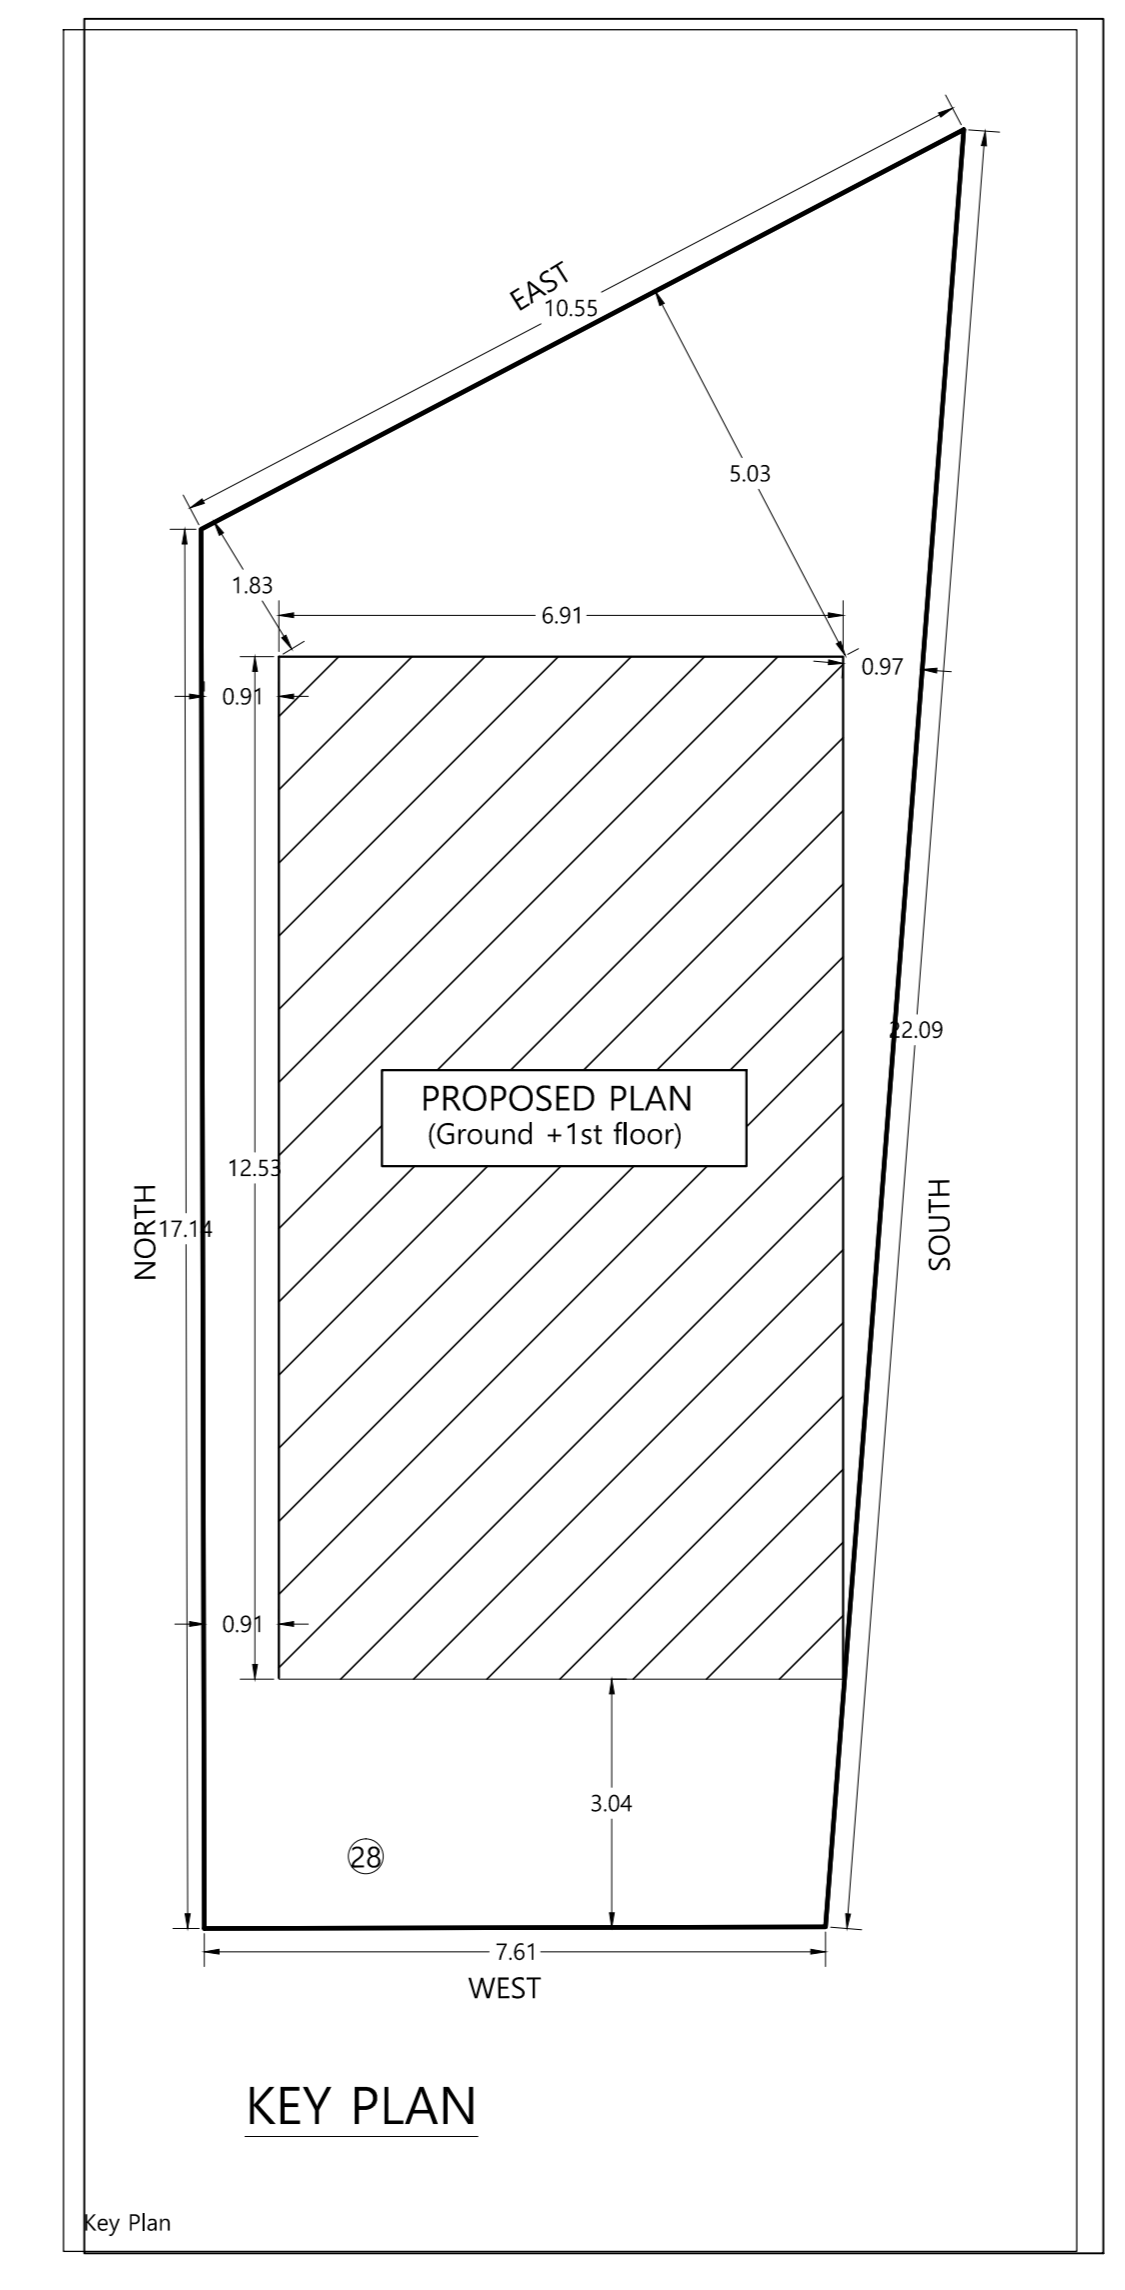 EAST
10.55
5.03
1.83
6.91
0.97
0.91
22.09
PROPOSED PLAN
(Ground +1st floor)
12.53
NORTH
17.14
SOUTH
0.91
3.04
28
7.61
WEST
KEY PLAN
Key Plan